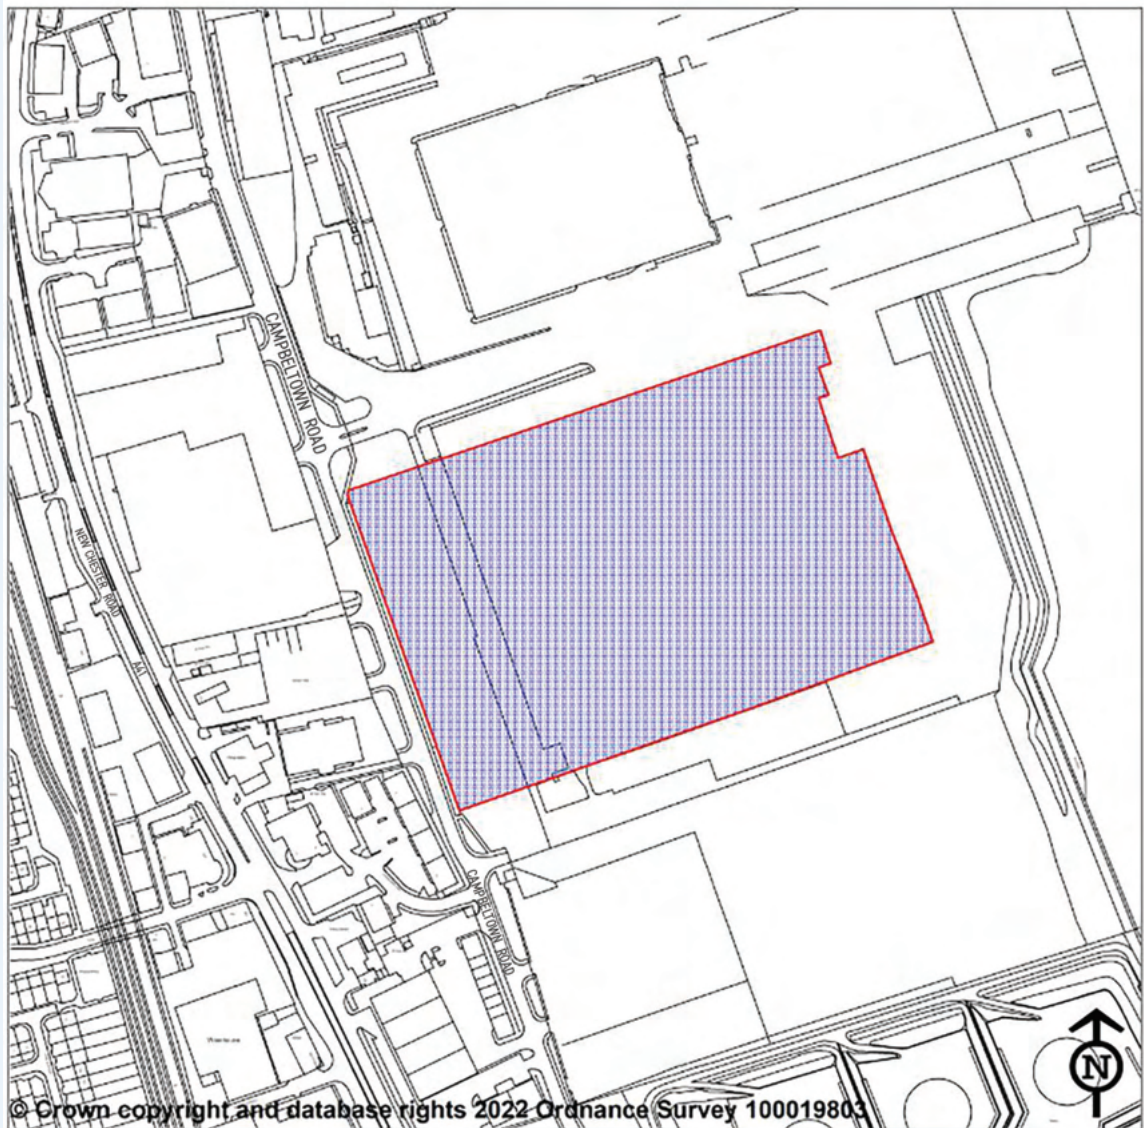 CAMPBELTOWN ROAD
NEW CHESTER ROAD
A41
CAMPBELTOWN ROAD
N
© Crown copyright and database rights 2022 Ordnance Survey 100019803